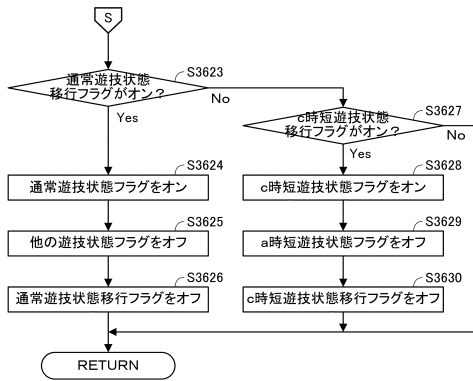 S
通常遊技状態
移行フラグがオン?
S3623
No
Yes
c時短遊技状態
移行フラグがオン?
S3627
No
Yes
S3624
通常遊技状態フラグをオン
S3628
c時短遊技状態フラグをオン
S3625
他の遊技状態フラグをオフ
S3629
a時短遊技状態フラグをオフ
S3626
通常遊技状態移行フラグをオフ
S3630
c時短遊技状態移行フラグをオフ
RETURN